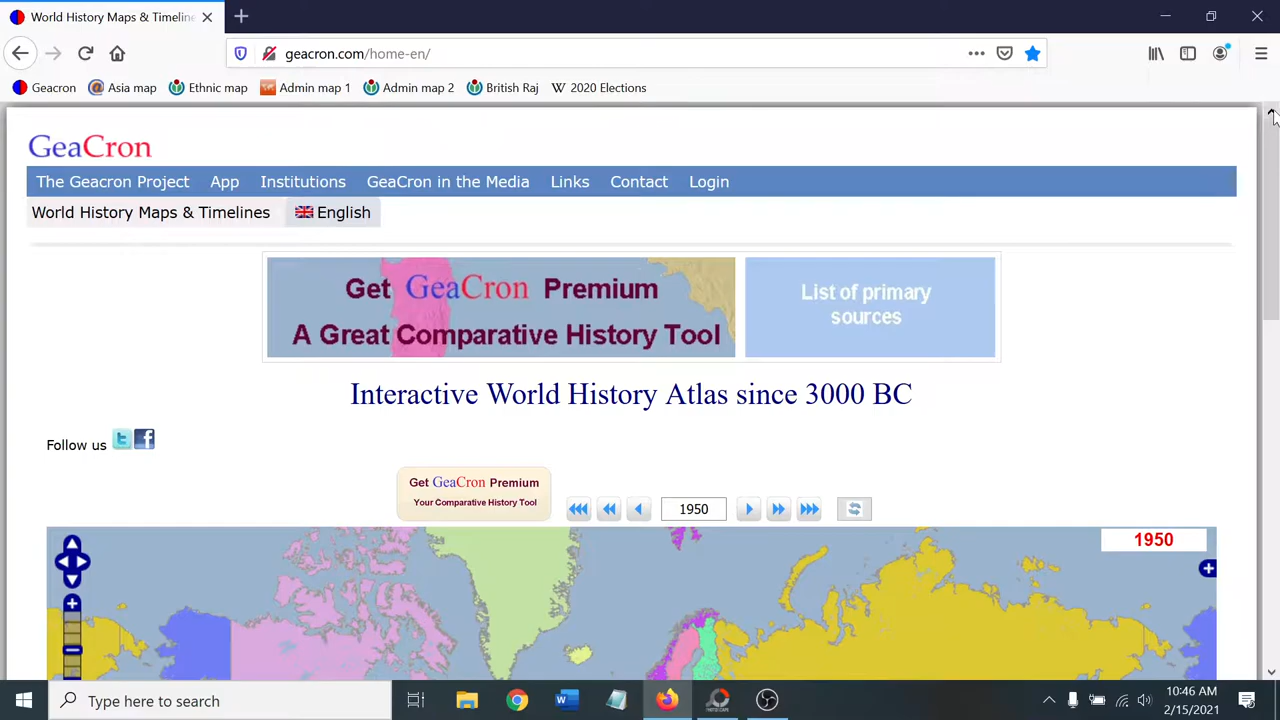 World History Maps & Timeline
geacron.com/home-en/
Geacron
Asia map
Ethnic map
Admin map 1
Admin map 2
British Raj
W 2020 Elections
GeaCron
The Geacron Project
App
Institutions
GeaCron in the Media
Links
Contact
Login
World History Maps & Timelines
English
Get GeaCron Premium
A Great Comparative History Tool
List of primary
sources
Interactive World History Atlas since 3000 BC
Follow us
Get GeaCron Premium
Your Comparative History Tool
1950
1950
Type here to search
10:46 AM
2/15/2021